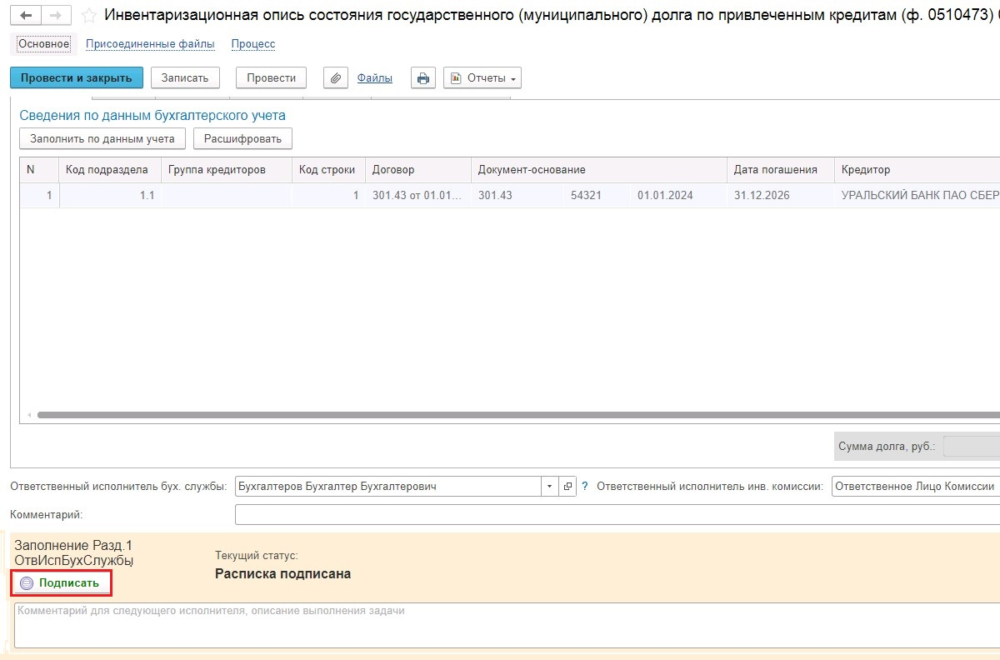 Инвентаризационная опись состояния государственного (муниципального) долга по привлеченным кредитам (ф. 0510473)
Основное Присоединенные файлы Процесс
Провести и закрыть Записать Провести Файлы Отчеты
Сведения по данным бухгалтерского учета
Заполнить по данным учета Расшифровать
N Код подраздела Группа кредиторов Код строки Договор Документ-основание Дата погашения Кредитор
1 1.1 1 301.43 от 01.01... 301.43 54321 01.01.2024 31.12.2026 УРАЛЬСКИЙ БАНК ПАО СБЕР
Сумма долга, руб.:
Ответственный исполнитель бух. службы: Бухгалтеров Бухгалтер Бухгалтерович ? Ответственный исполнитель инв. комиссии: Ответственное Лицо Комиссии
Комментарий:
Заполнение Разд.1
ОтвИспБухСлужбы
Текущий статус:
Расписка подписана
Подписать
Комментарий для следующего исполнителя, описание выполнения задачи